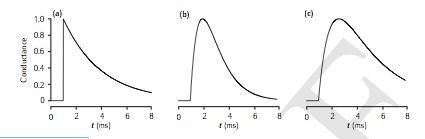 (a)
(b)
(c)
Conductance
1.0
0.8
0.6
0.4
0.2
0
0 2 4 6 8
0 2 4 6 8
0 2 4 6 8
t (ms)
t (ms)
t (ms)